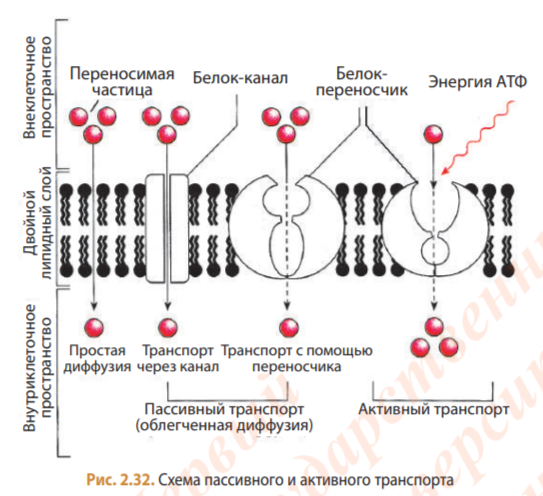 Внеклеточное
пространство
Переносимая
частица
Белок-канал
Белок-
переносчик
Энергия АТФ
Двойной
липидный слой
Внутриклеточное
пространство
Простая
диффузия
Транспорт
через канал
Транспорт с помощью
переносчика
Пассивный транспорт
(облегченная диффузия)
Активный транспорт
Рис. 2.32. Схема пассивного и активного транспорта